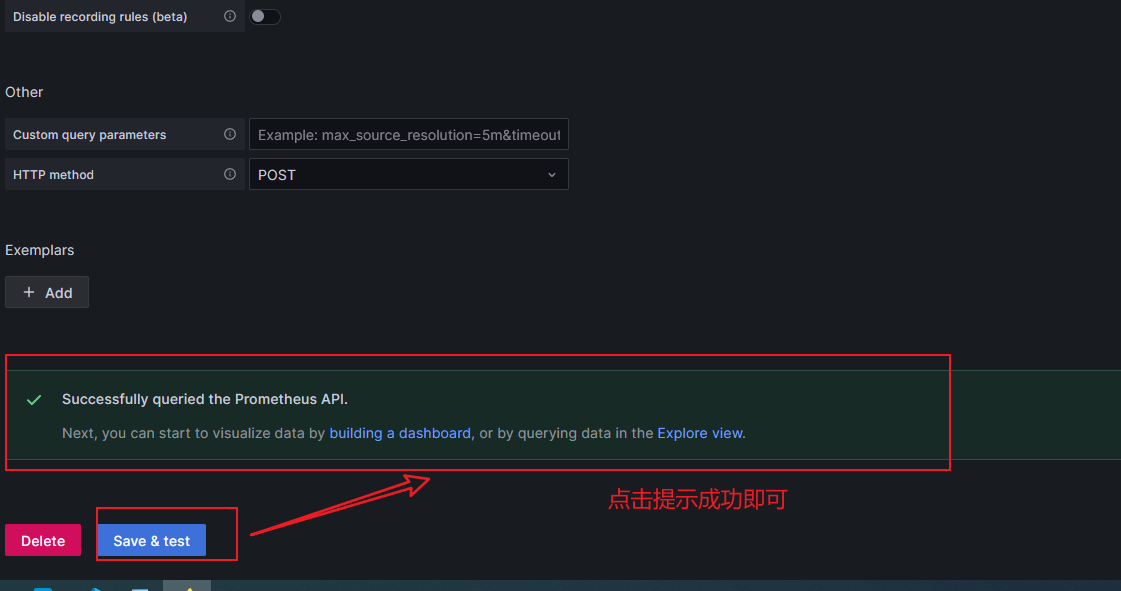 Disable recording rules (beta)
Other
Custom query parameters
Example: max_source_resolution=5m&timeout
HTTP method
POST
Exemplars
+ Add
Successfully queried the Prometheus API.
Next, you can start to visualize data by building a dashboard, or by querying data in the Explore view.
点击提示成功即可
Delete
Save & test